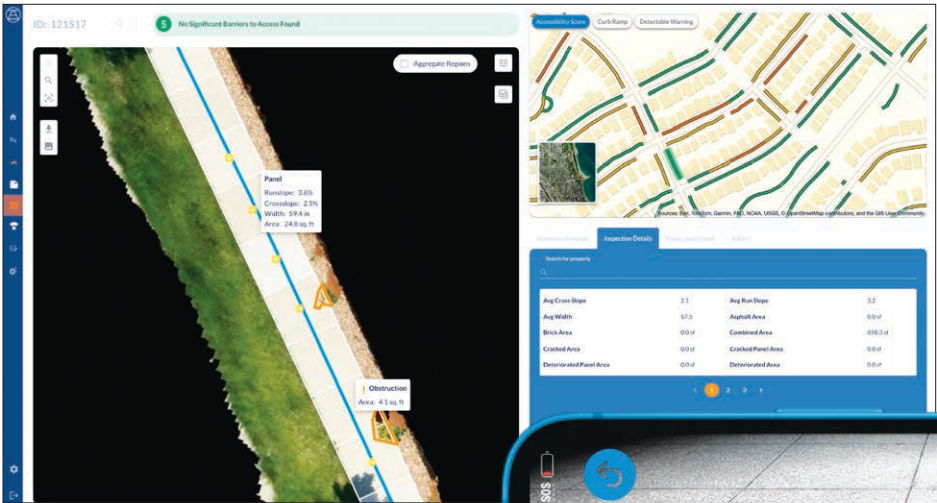 ID: 121517
5 No Significant Barriers to Access Found
Aggregate Regions
Panel
Runslope: 3.6%
Crossslope: 2.5%
Width: 59.4 in
Area: 24.8 sq. ft
Obstruction
Area: 4.1 sq. ft
Accessibility Score
Curb Ramp
Detectable Warning
Sources: Esri, TomTom, Garmin, FAO, NOAA, USGS, © OpenStreetMap contributors, and the GIS User Community
Inspection Details
Search for property
Avg Cross Slope 2.1 Avg Run Slope 3.2
Avg Width 57.5 Asphalt Area 0.0 sf
Brick Area 0.0 sf Combined Area 898.3 sf
Cracked Area 0.0 sf Cracked Panel Area 0.0 sf
Deteriorated Panel Area 0.0 sf Deteriorated Area 0.0 sf
1 2 3
SOS